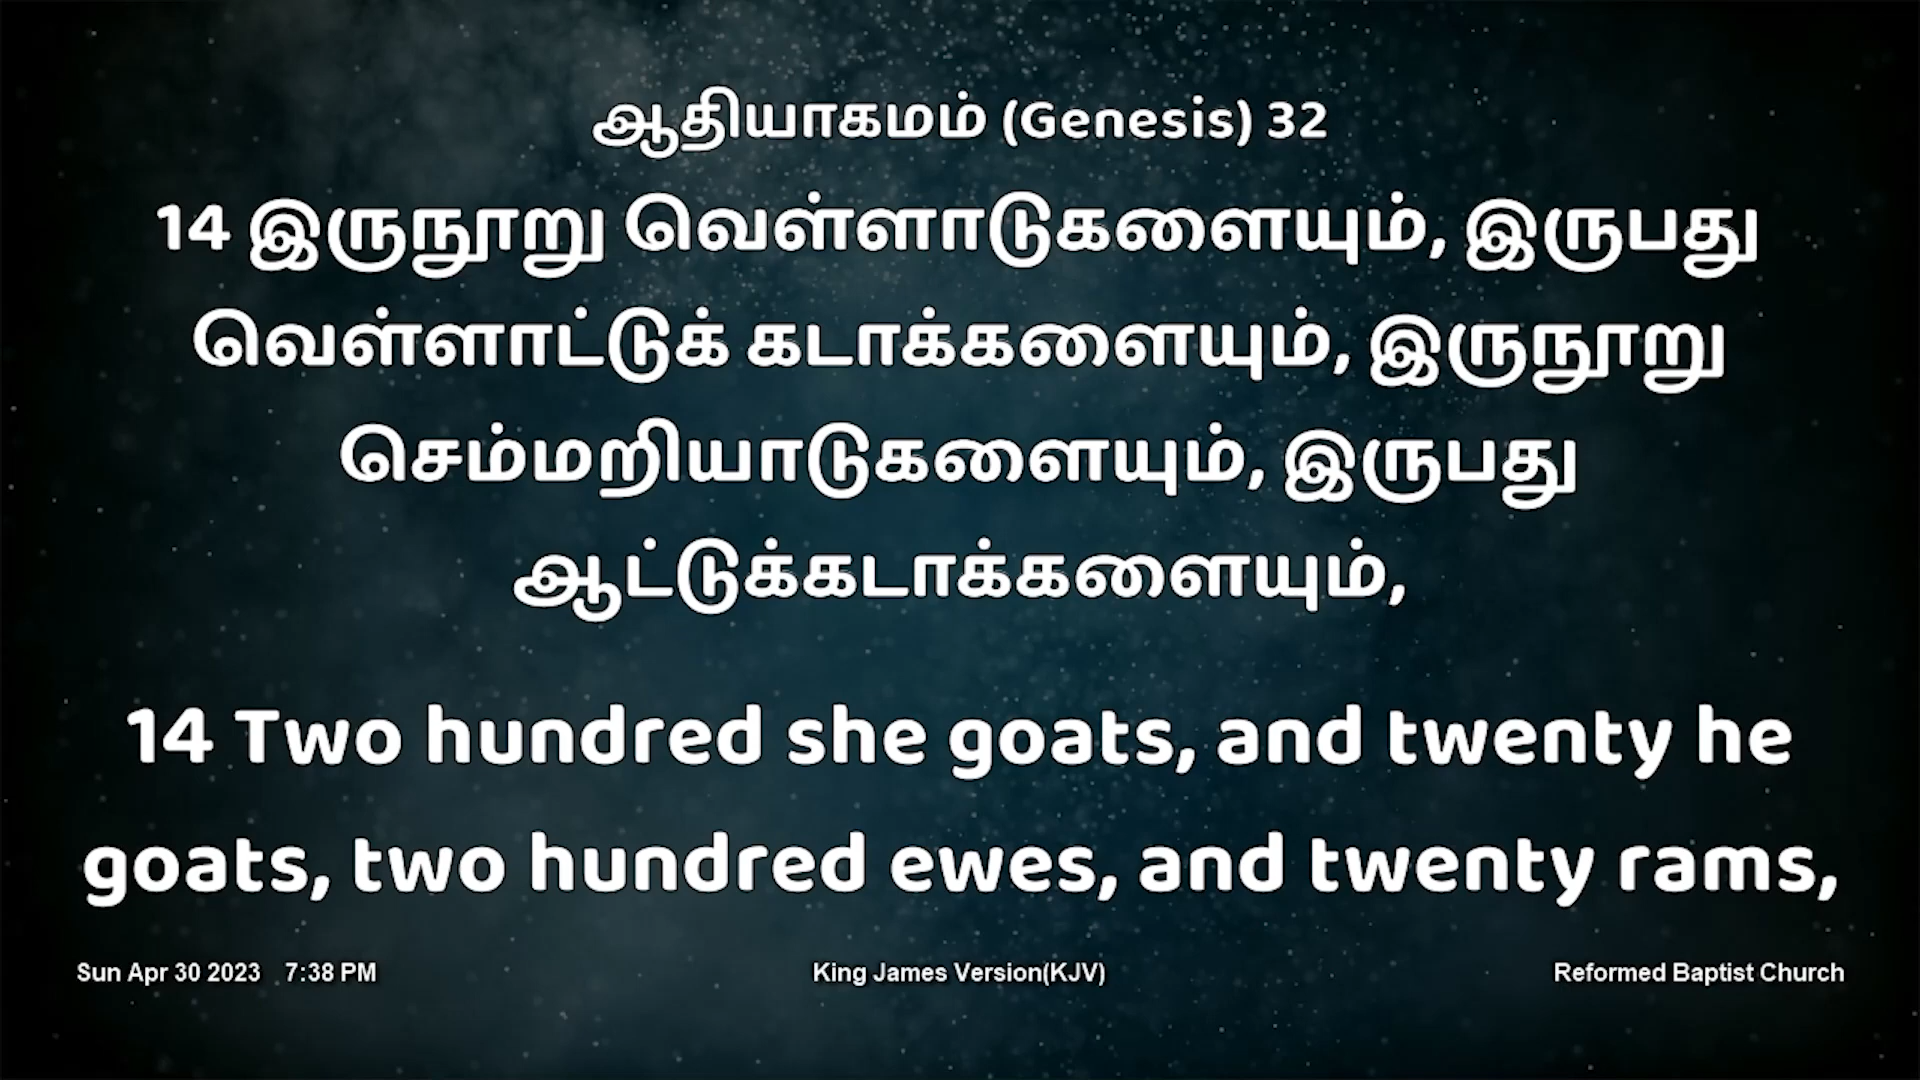 ஆதியாகமம் (Genesis) 32
14 இருநூறு வெள்ளாடுகளையும், இருபது
வெள்ளாட்டுக் கடாக்களையும், இருநூறு
செம்மறியாடுகளையும், இருபது
ஆட்டுக்கடாக்களையும்,
14 Two hundred she goats, and twenty he
goats, two hundred ewes, and twenty rams,
Sun Apr 30 2023 7:38 PM
King James Version(KJV)
Reformed Baptist Church